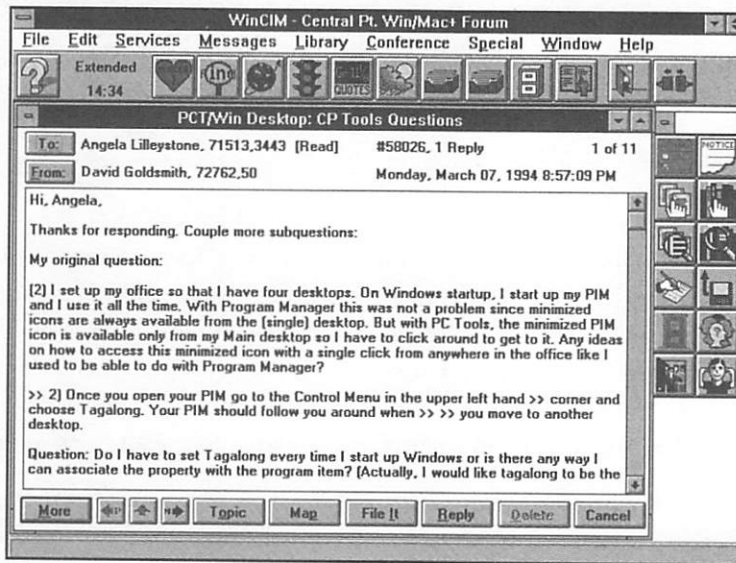 WinCIM - Central Pt. Win/Mac+ Forum
File Edit Services Messages Library Conference Special Window Help
Extended
14:34
QUOTES
NOTICE
PCT/Win Desktop: CP Tools Questions
To: Angela Lilleystone, 71513,3443 [Read] #58026, 1 Reply 1 of 11
From: David Goldsmith, 72762,50 Monday, March 07, 1994 8:57:09 PM
Hi, Angela,
Thanks for responding. Couple more subquestions:
My original question:
(2) I set up my office so that I have four desktops. On Windows startup, I start up my PIM
and I use it all the time. With Program Manager this was not a problem since minimized
icons are always available from the (single) desktop. But with PC Tools, the minimized PIM
icon is available only from my Main desktop so I have to click around to get to it. Any ideas
on how to access this minimized icon with a single click from anywhere in the office like I
used to be able to do with Program Manager?
>> 2) Once you open your PIM go to the Control Menu in the upper left hand >> corner and
choose Tagalong. Your PIM should follow you around when >> >> you move to another
desktop.
Question: Do I have to set Tagalong every time I start up Windows or is there any way I
can associate the property with the program item? (Actually, I would like tagalong to be the
More Topic Map File It Reply Delete Cancel